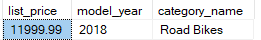 list_price model_year category_name
11999.99 2018 Road Bikes